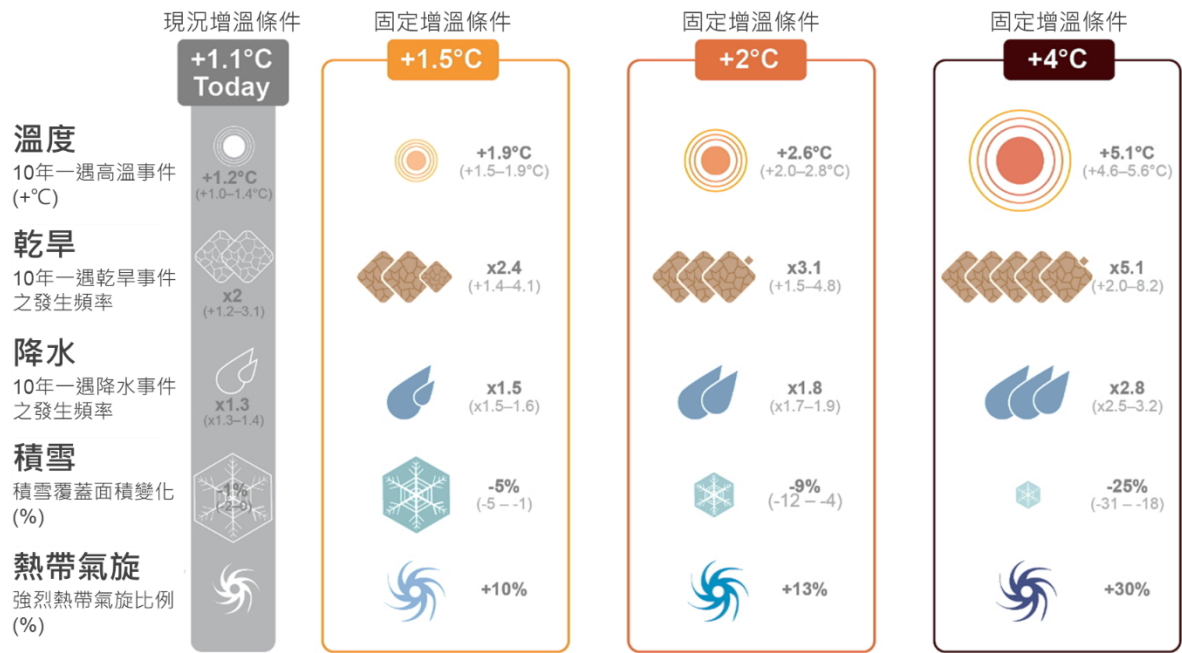 現況增溫條件
固定增溫條件
固定增溫條件
固定增溫條件
+1.1°C
Today
+1.5°C
+2°C
+4°C
溫度
10年一遇高溫事件
(+℃)
+1.2°C
(+1.0–1.4°C)
+1.9°C
(+1.5–1.9°C)
+2.6°C
(+2.0–2.8°C)
+5.1°C
(+4.6–5.6°C)
乾旱
10年一遇乾旱事件
之發生頻率
x2
(+1.2–3.1)
x2.4
(+1.4–4.1)
x3.1
(+1.5–4.8)
x5.1
(+2.0–8.2)
降水
10年一遇降水事件
之發生頻率
x1.3
(x1.3–1.4)
x1.5
(x1.5–1.6)
x1.8
(x1.7–1.9)
x2.8
(x2.5–3.2)
積雪
積雪覆蓋面積變化
(%)
-1%
(-2–0)
-5%
(-5 – -1)
-9%
(-12 – -4)
-25%
(-31 – -18)
熱帶氣旋
強烈熱帶氣旋比例
(%)
+10%
+13%
+30%